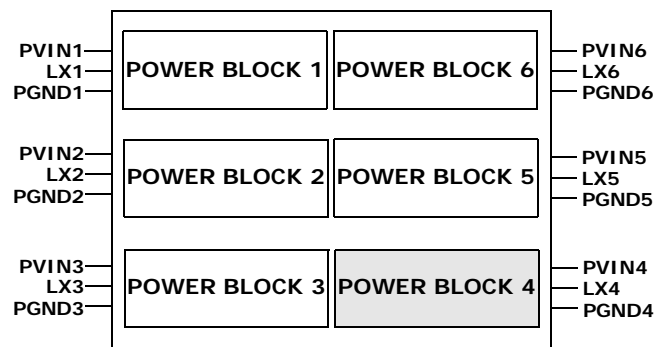 PVIN1
LX1
PGND1
POWER BLOCK 1
POWER BLOCK 6
PVIN6
LX6
PGND6
PVIN2
LX2
PGND2
POWER BLOCK 2
POWER BLOCK 5
PVIN5
LX5
PGND5
PVIN3
LX3
PGND3
POWER BLOCK 3
POWER BLOCK 4
PVIN4
LX4
PGND4